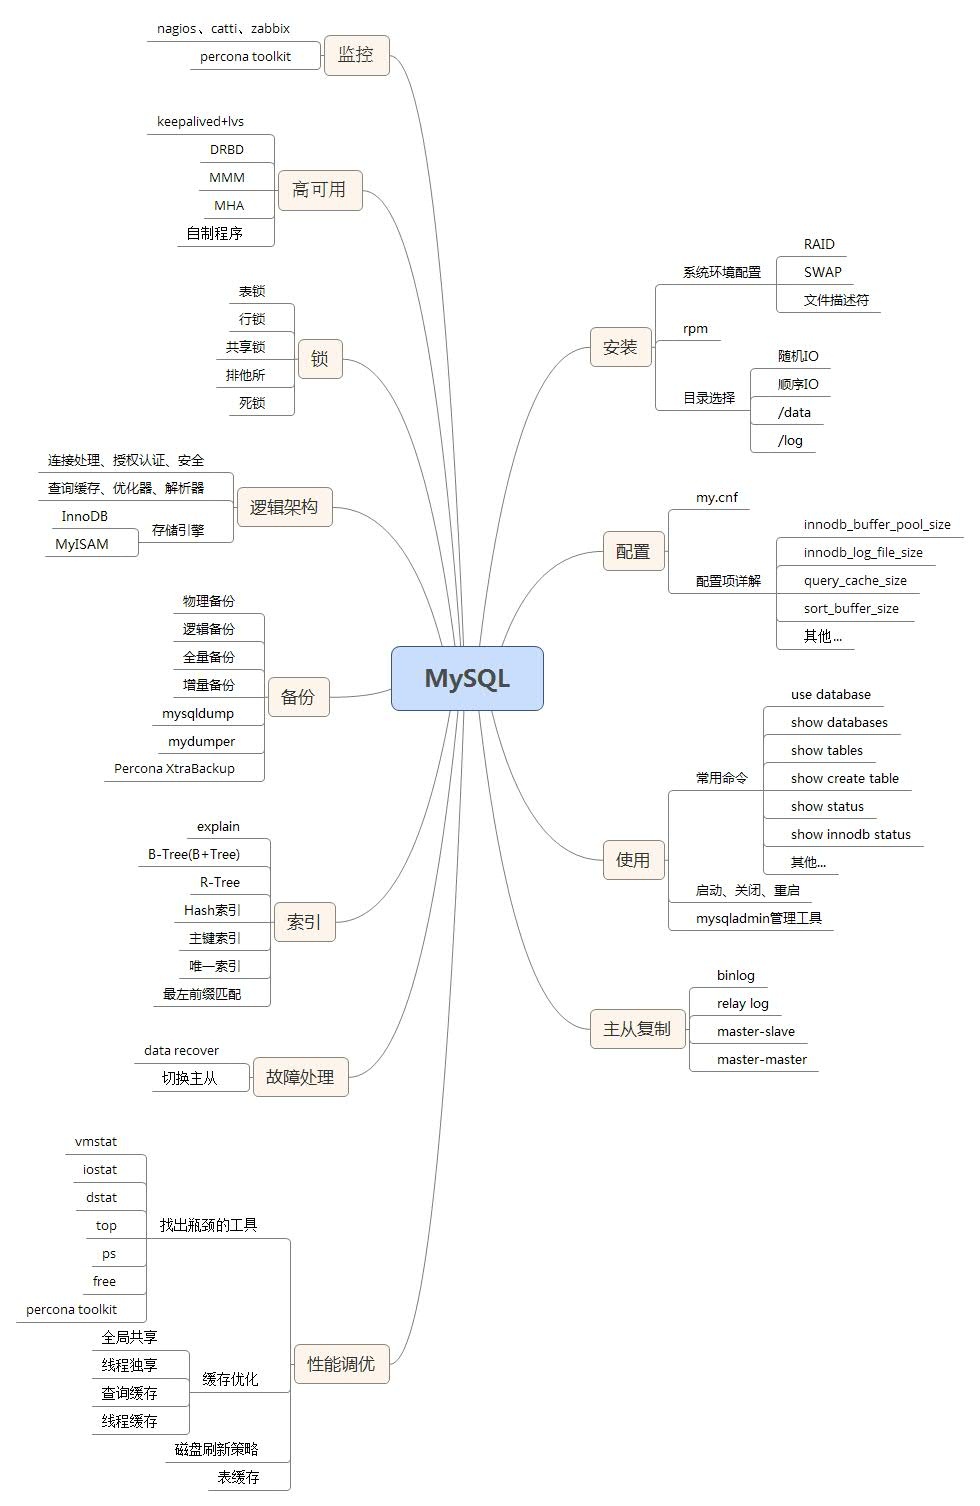 MySQL
监控
nagios、catti、zabbix
percona toolkit
高可用
keepalived+lvs
DRBD
MMM
MHA
自制程序
锁
表锁
行锁
共享锁
排他所
死锁
逻辑架构
连接处理、授权认证、安全
查询缓存、优化器、解析器
存储引擎
InnoDB
MyISAM
备份
物理备份
逻辑备份
全量备份
增量备份
mysqldump
mydumper
Percona XtraBackup
索引
explain
B-Tree(B+Tree)
R-Tree
Hash索引
主键索引
唯一索引
最左前缀匹配
故障处理
data recover
切换主从
性能调优
找出瓶颈的工具
vmstat
iostat
dstat
top
ps
free
percona toolkit
缓存优化
全局共享
线程独享
查询缓存
线程缓存
磁盘刷新策略
表缓存
安装
系统环境配置
RAID
SWAP
文件描述符
rpm
目录选择
随机IO
顺序IO
/data
/log
配置
my.cnf
配置项详解
innodb_buffer_pool_size
innodb_log_file_size
query_cache_size
sort_buffer_size
其他...
使用
常用命令
use database
show databases
show tables
show create table
show status
show innodb status
其他...
启动、关闭、重启
mysqladmin管理工具
主从复制
binlog
relay log
master-slave
master-master